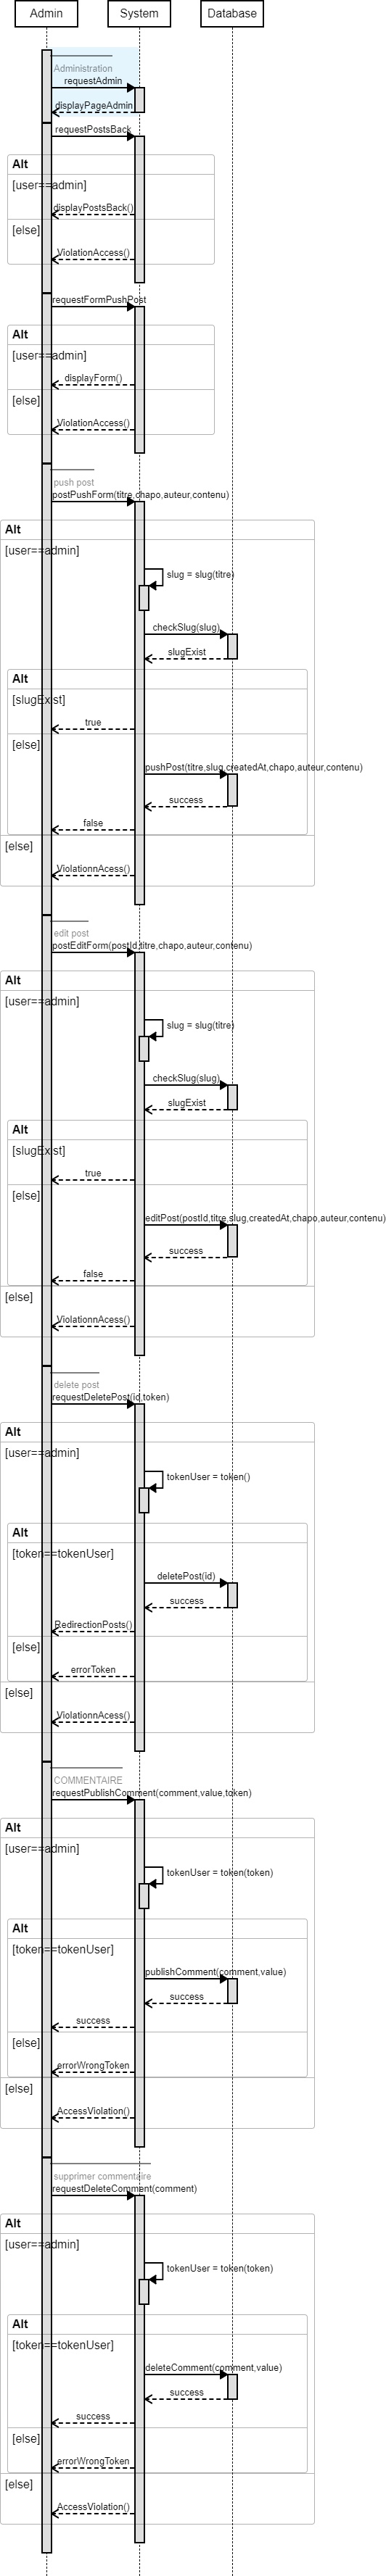 Admin
System
Database
Administration
requestAdmin
displayPageAdmin
requestPostsBack
Alt
[user==admin]
displayPostsBack()
[else]
ViolationAccess()
requestFormPushPost
Alt
[user==admin]
displayForm()
[else]
ViolationAccess()
push post
postPushForm(titre,chapo,auteur,contenu)
Alt
[user==admin]
slug = slug(titre)
checkSlug(slug)
slugExist
Alt
[slugExist]
true
[else]
pushPost(titre,slug,createdAt,chapo,auteur,contenu)
success
false
[else]
ViolationnAcess()
edit post
postEditForm(postId,titre,chapo,auteur,contenu)
Alt
[user==admin]
slug = slug(titre)
checkSlug(slug)
slugExist
Alt
[slugExist]
true
[else]
editPost(postId,titre,slug,createdAt,chapo,auteur,contenu)
success
false
[else]
ViolationnAcess()
delete post
requestDeletePost(id,token)
Alt
[user==admin]
tokenUser = token()
Alt
[token==tokenUser]
deletePost(id)
success
RedirectionPosts()
[else]
errorToken
[else]
ViolationnAcess()
COMMENTAIRE
requestPublishComment(comment,value,token)
Alt
[user==admin]
tokenUser = token(token)
Alt
[token==tokenUser]
publishComment(comment,value)
success
success
[else]
errorWrongToken
[else]
AccessViolation()
supprimer commentaire
requestDeleteComment(comment)
Alt
[user==admin]
tokenUser = token(token)
Alt
[token==tokenUser]
deleteComment(comment,value)
success
success
[else]
errorWrongToken
[else]
AccessViolation()